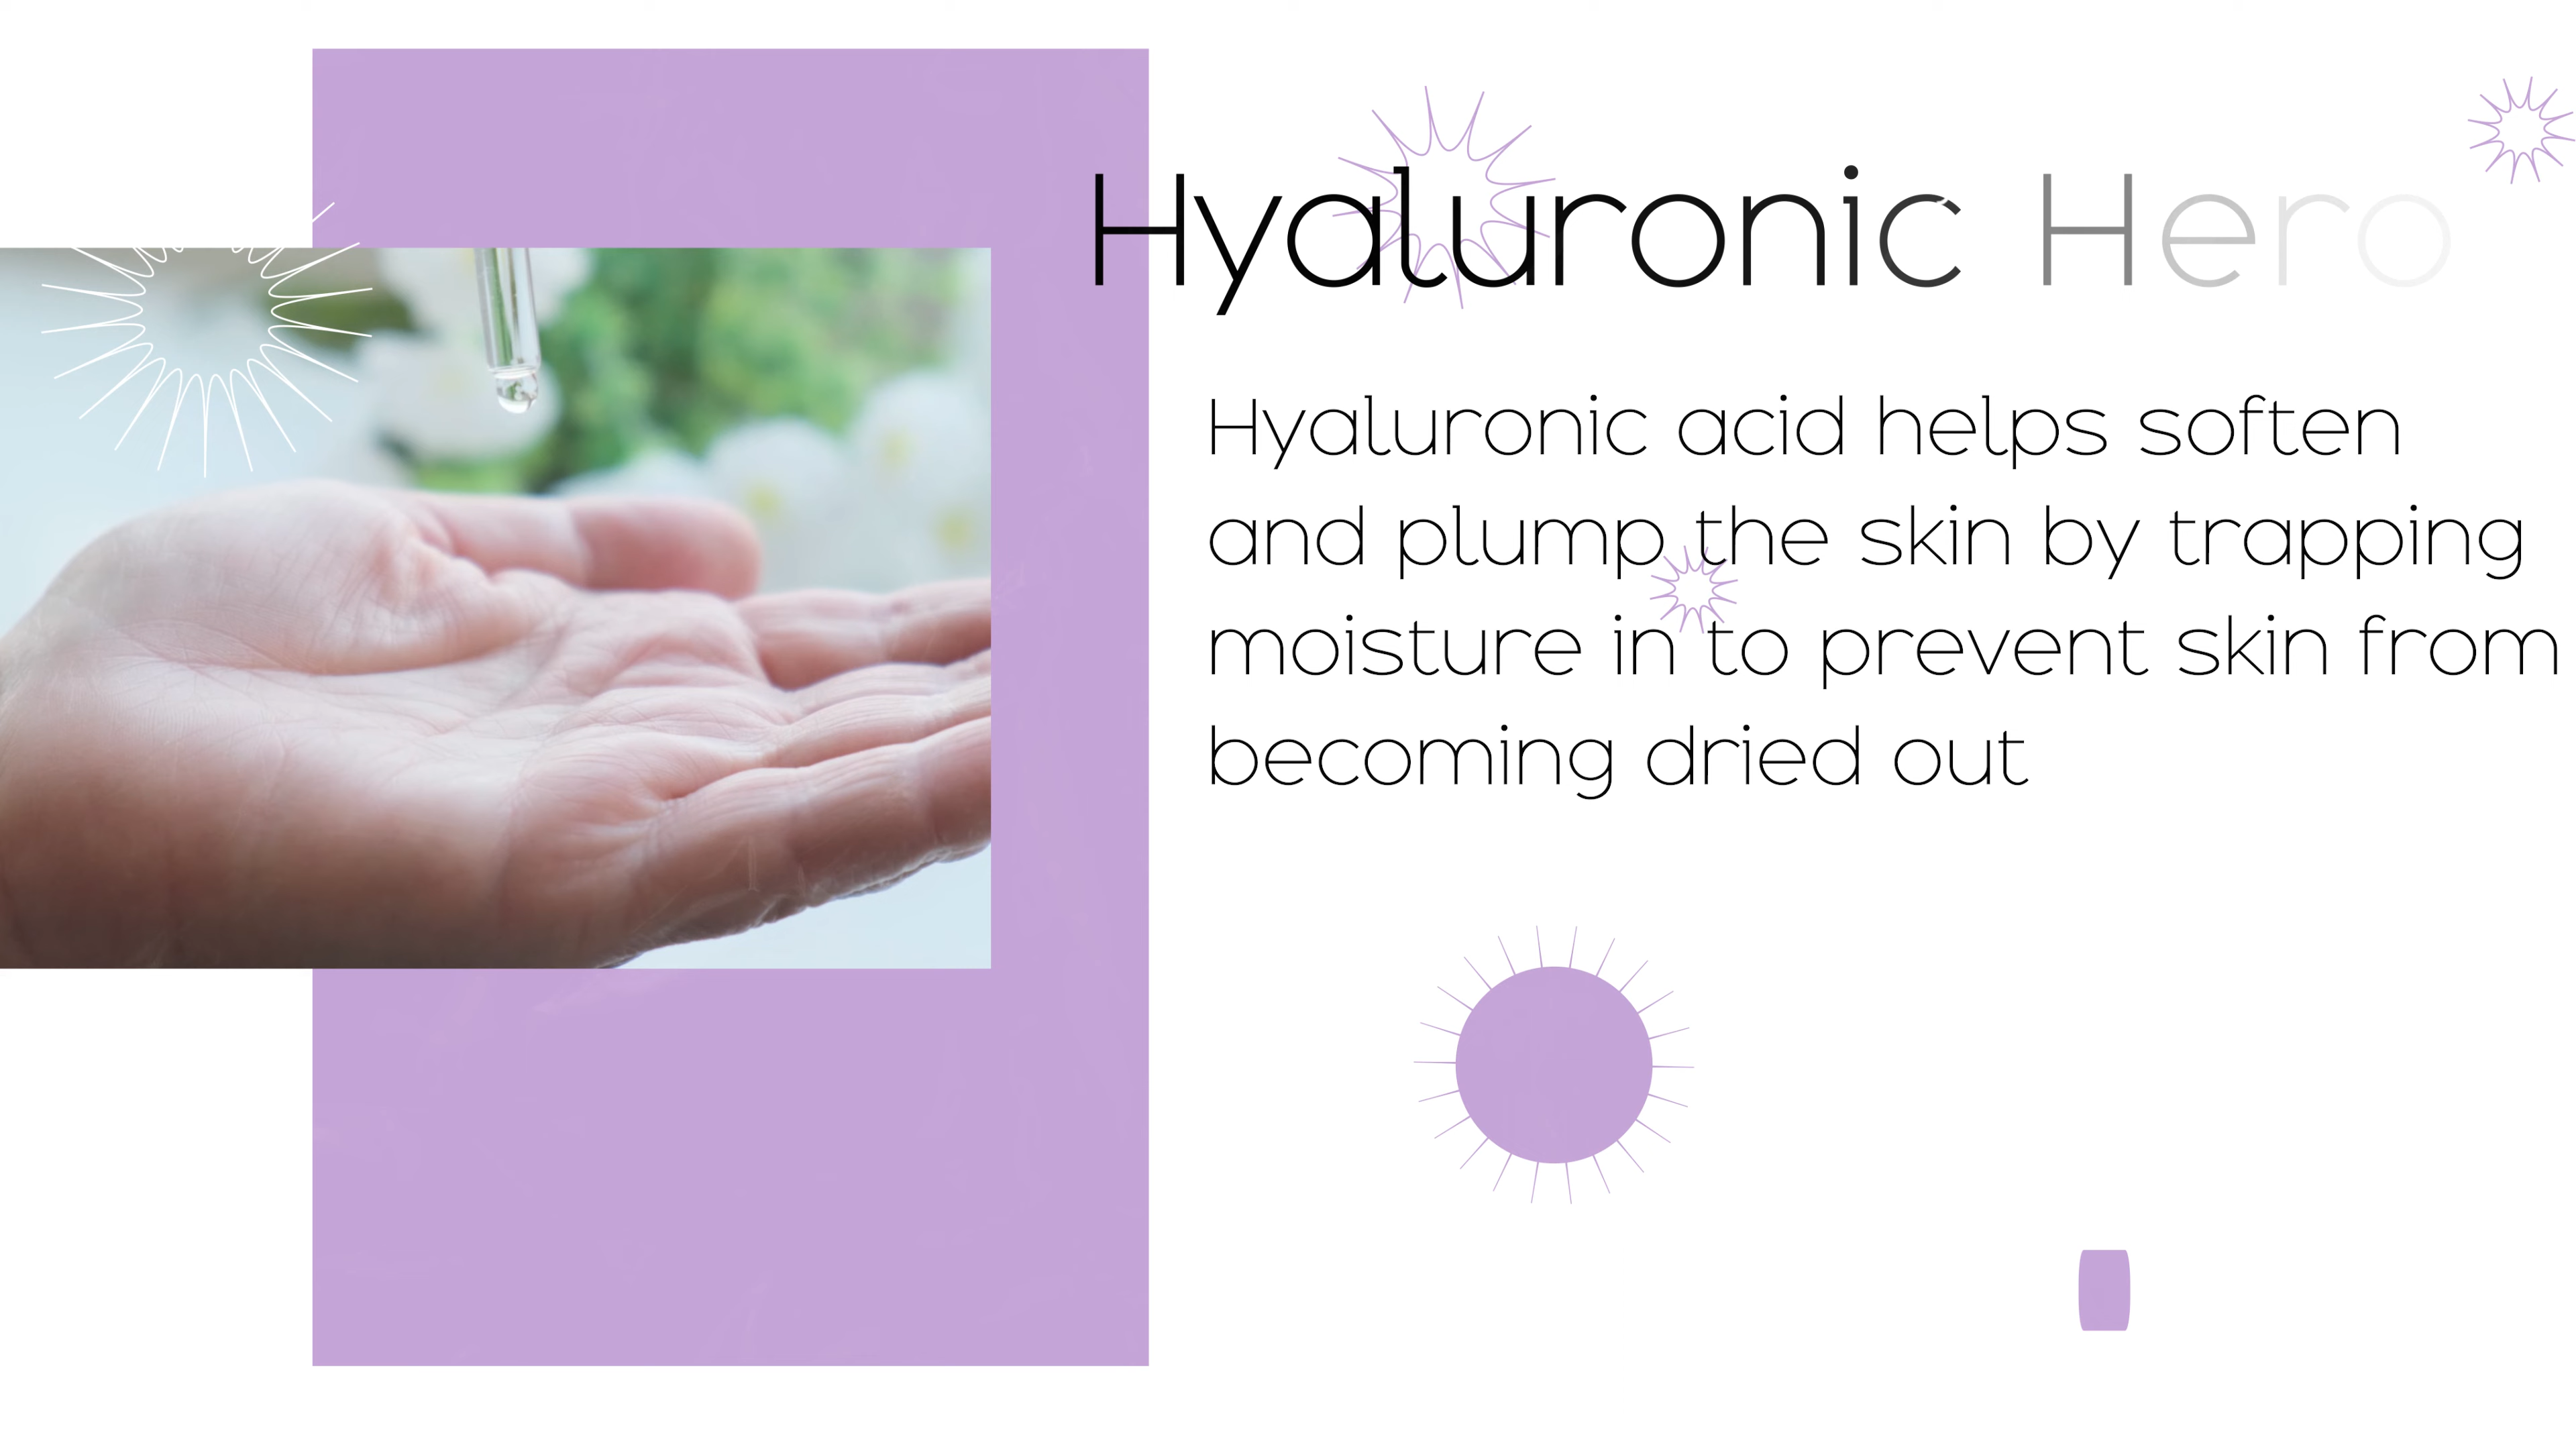 Hyaluronic Hero
Hyaluronic acid helps soften
and plump the skin by trapping
moisture in to prevent skin from
becoming dried out